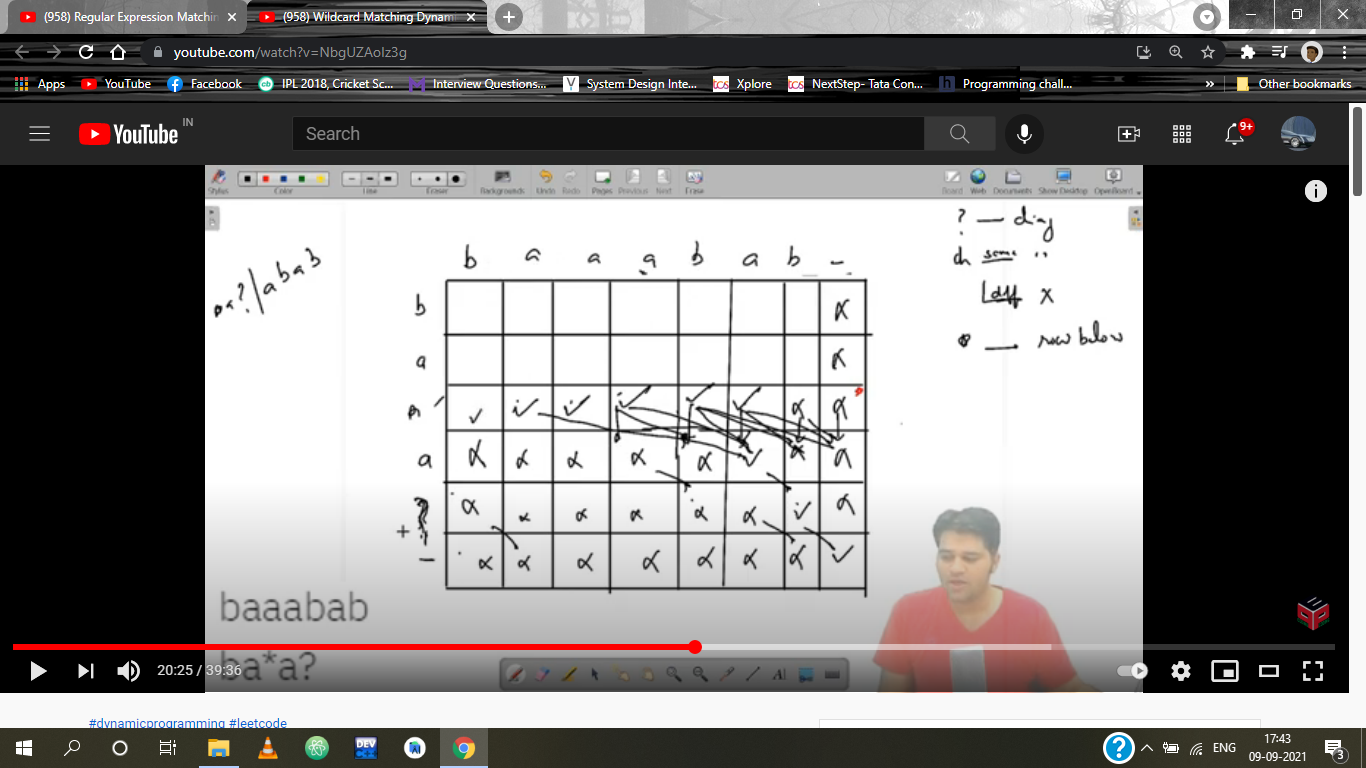 (958) Regular Expression Matchin
(958) Wildcard Matching Dynami
youtube.com/watch?v=NbgUZAoIz3g
Apps YouTube Facebook IPL 2018, Cricket Sc... Interview Questions... System Design Inte... Xplore NextStep- Tata Con... Programming chall... » Other bookmarks
YouTube IN
Search
9+
Stylus Color Line Eraser Backgrounds Undo Redo Pages Previous Next Erase Board Web Documents Show Desktop OpenBoard
? — diag
ch same "
diff x
* — row below
b a a a b a b -
b
a
a
?
-
baaabab
ba*a?
20:25 / 39:36
#dynamicprogramming #leetcode
ENG
17:43
09-09-2021
3